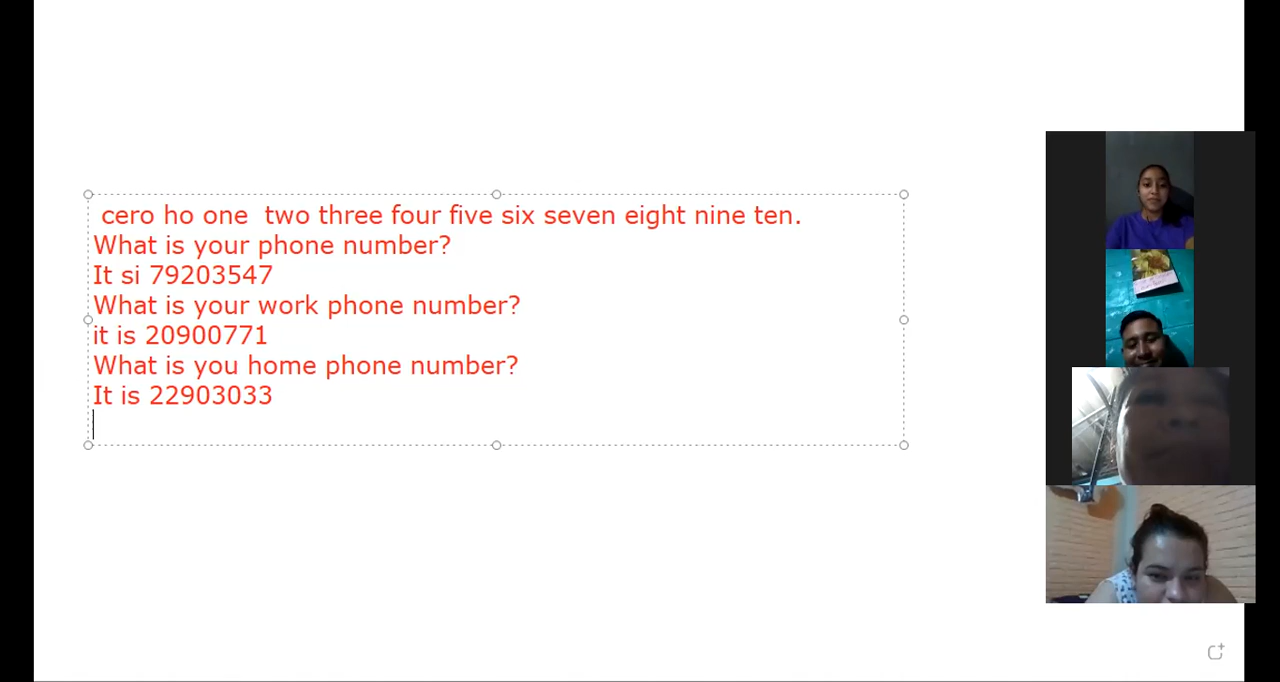 cero ho one  two three four five six seven eight nine ten.
What is your phone number?
It si 79203547
What is your work phone number?
it is 20900771
What is you home phone number?
It is 22903033